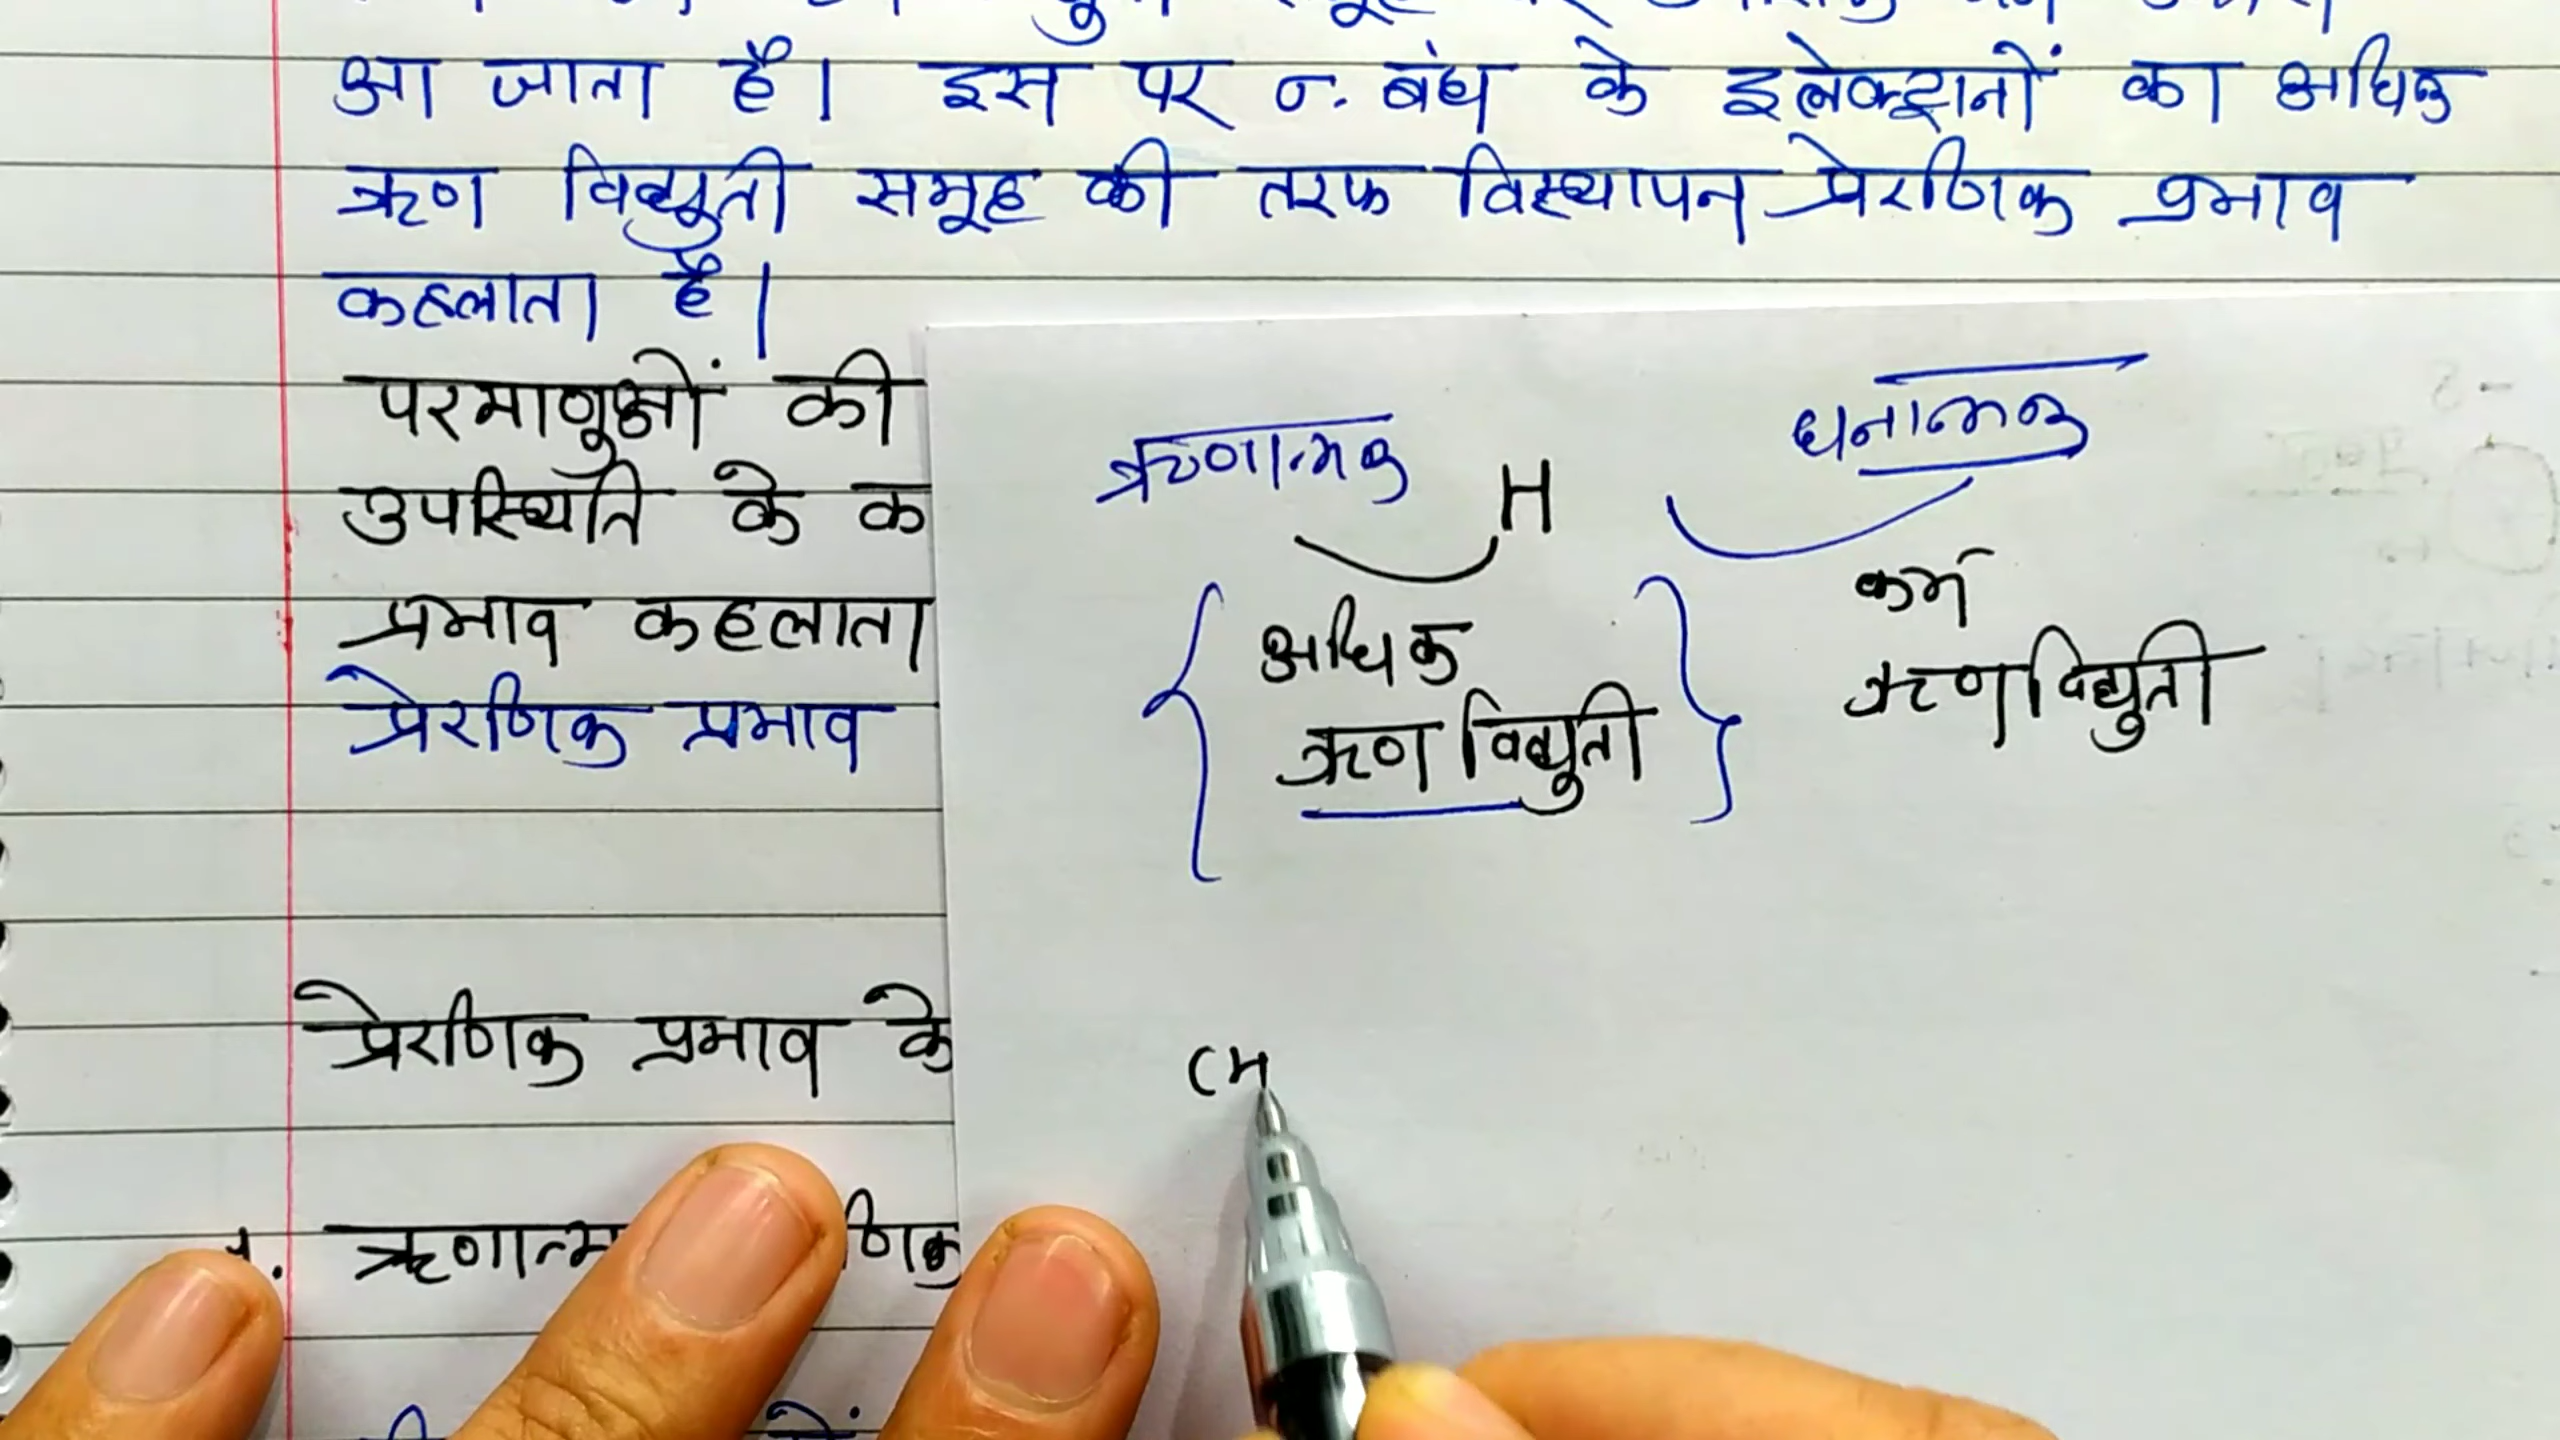 आ जाता है। इस पर σ- बंध के इलेक्ट्रानों का अधिक
ऋण विद्युती समूह की तरफ विस्थापन प्रेरणिक प्रभाव
कहलाता है।
परमाणुओं की
उपस्थिति के क
प्रभाव कहलाता
प्रेरणिक प्रभाव
प्रेरणिक प्रभाव के
1. ऋणात्म णिक
ऋणात्मक H धनात्मक
अधिक
ऋण विद्युती
कम
ऋणविद्युती
CH